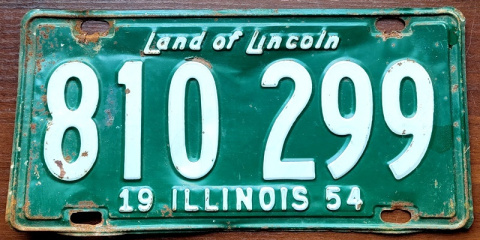 Land of Lincoln
810 299
19 ILLINOIS 54